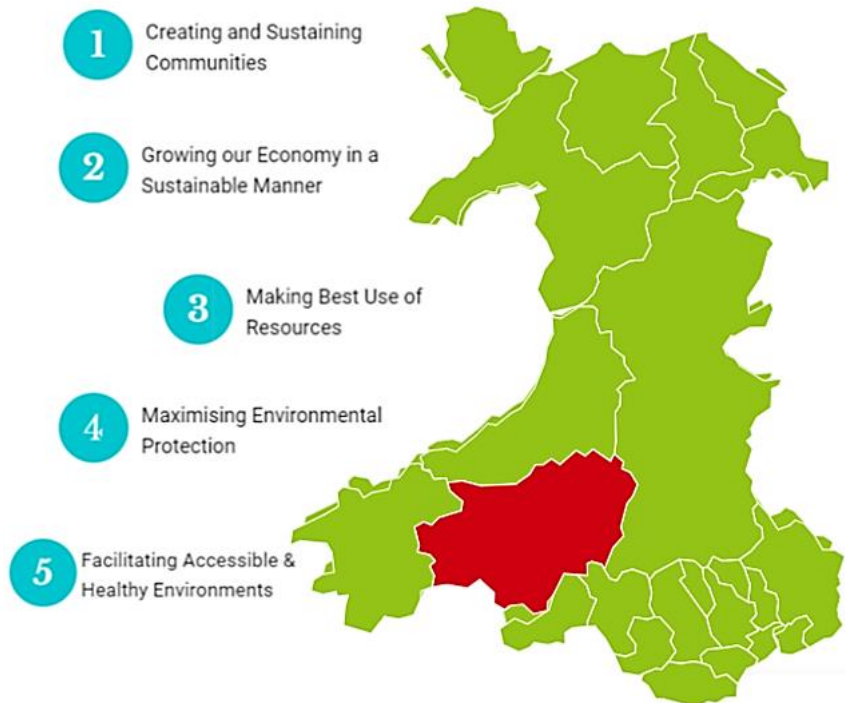 1
Creating and Sustaining
Communities
2
Growing our Economy in a
Sustainable Manner
3
Making Best Use of
Resources
4
Maximising Environmental
Protection
5
Facilitating Accessible &
Healthy Environments